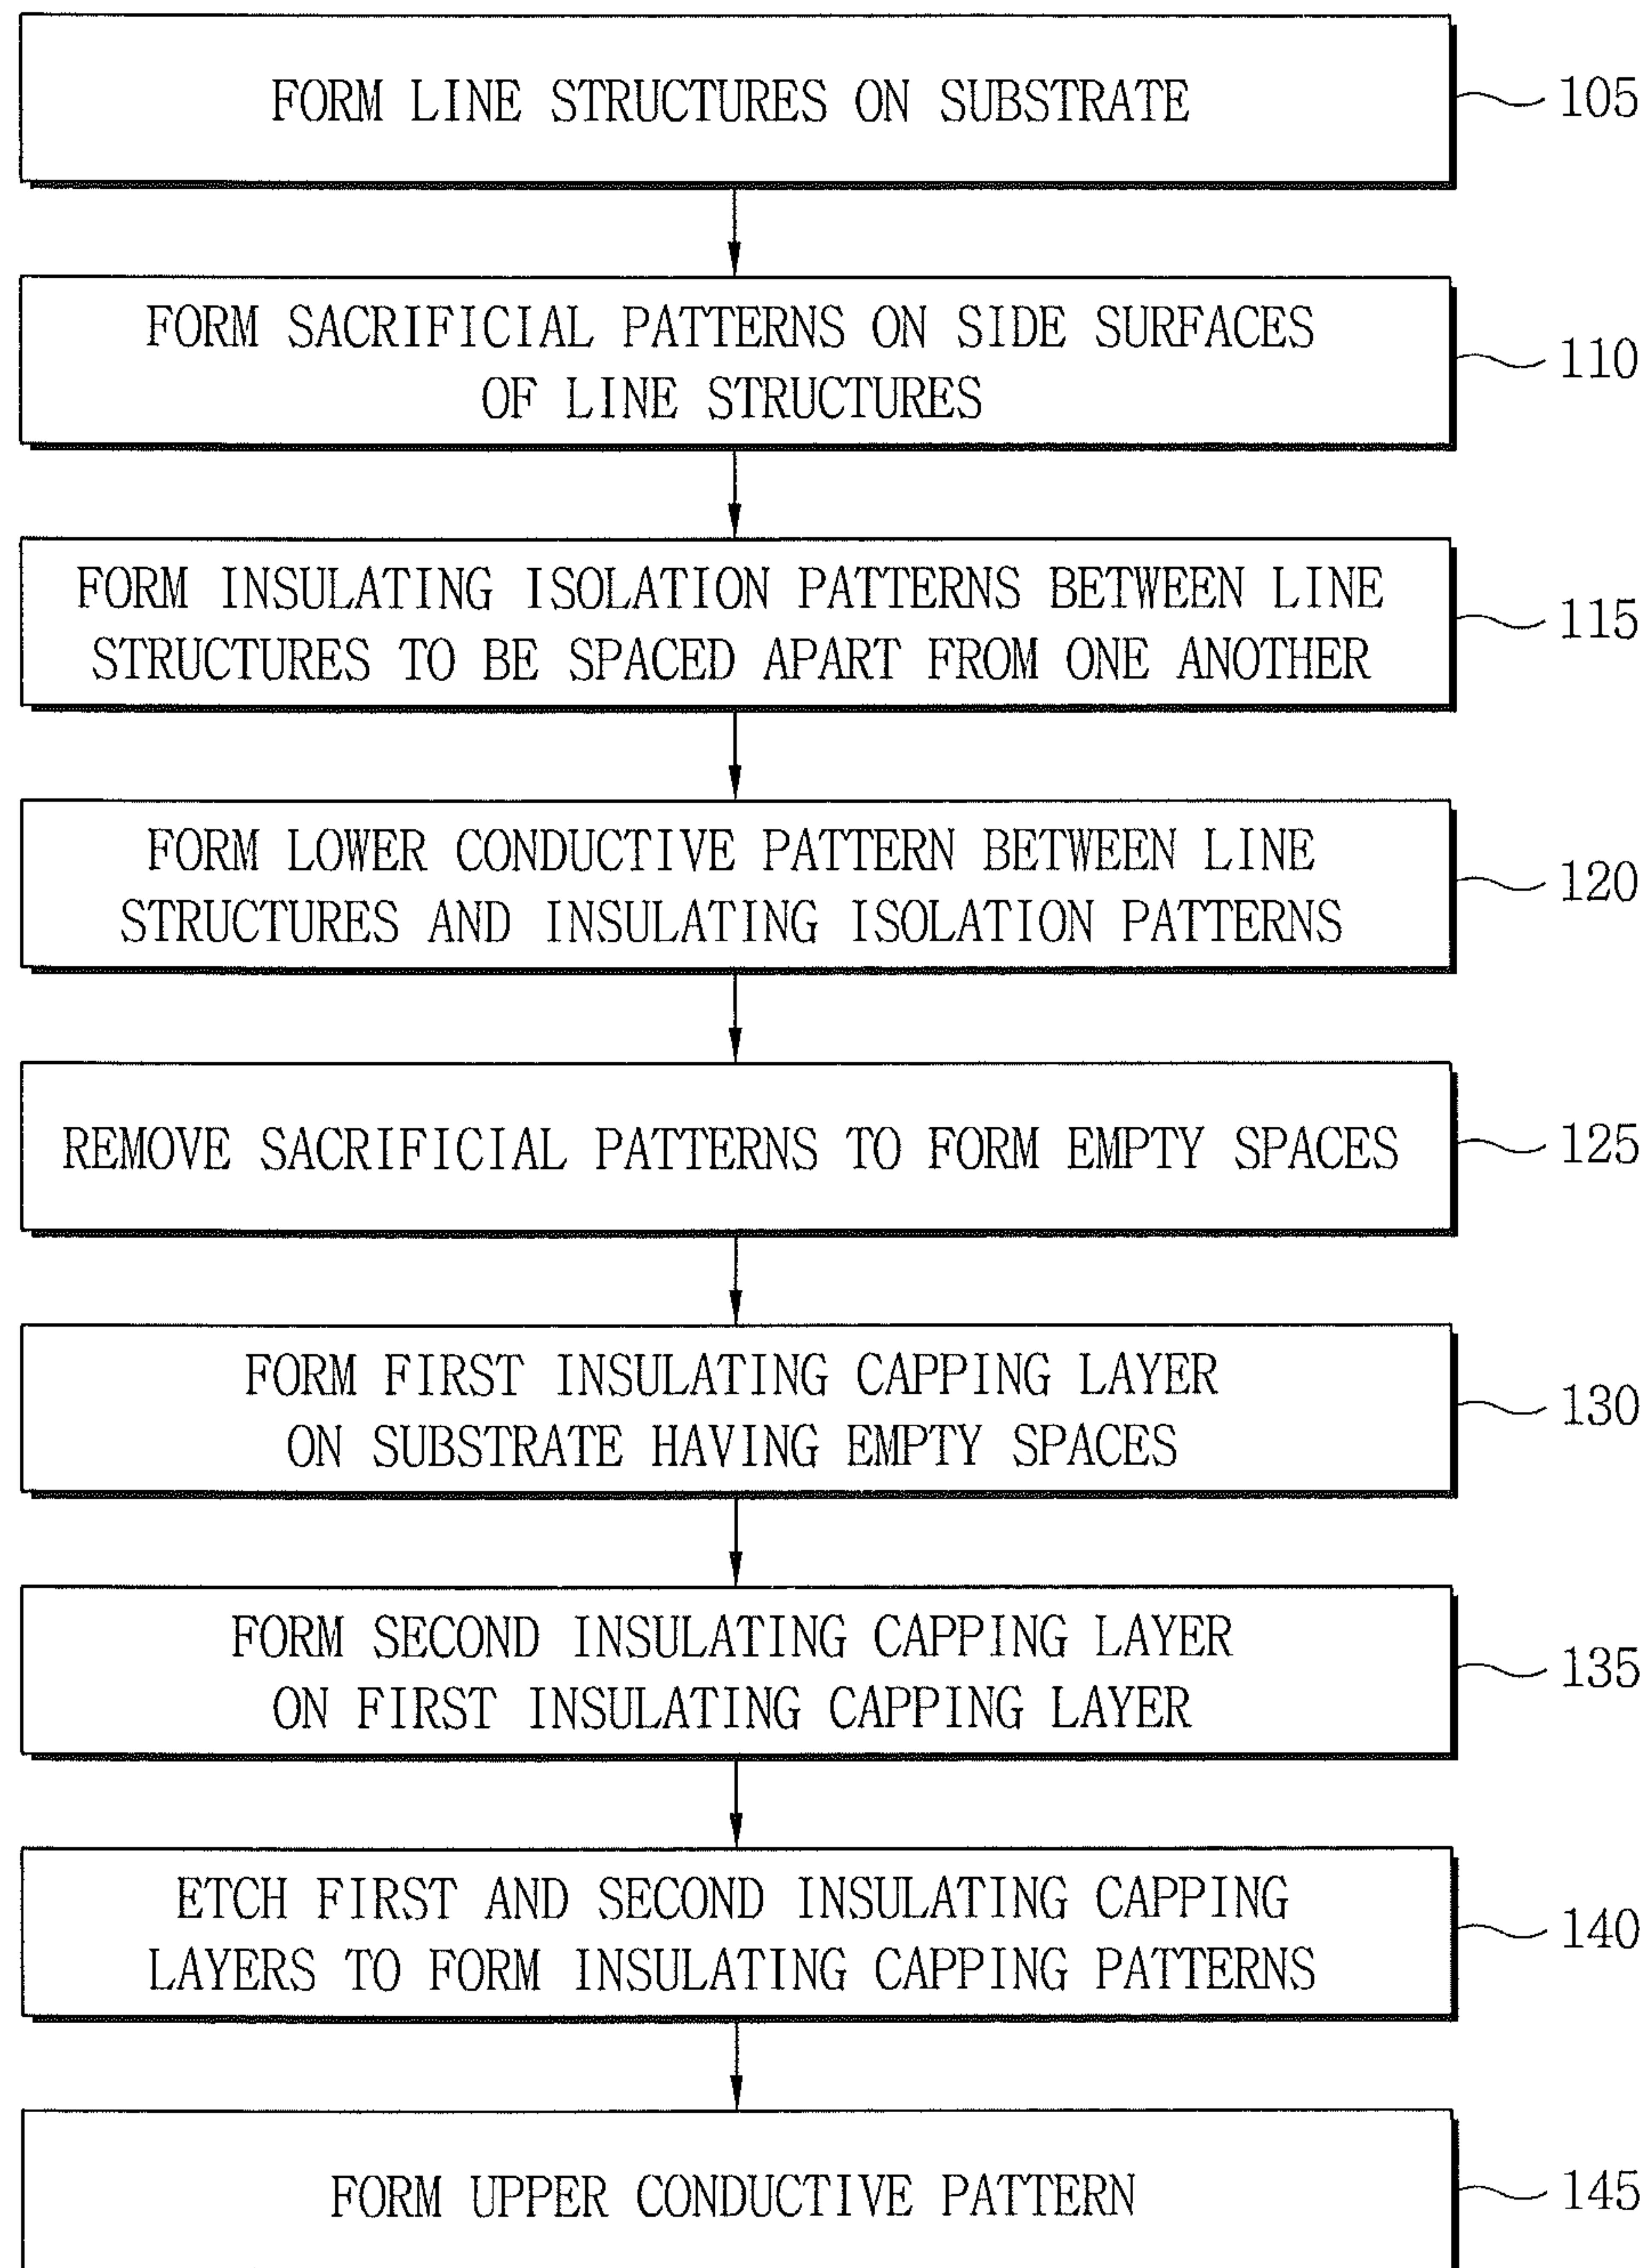 FORM LINE STRUCTURES ON SUBSTRATE
105
FORM SACRIFICIAL PATTERNS ON SIDE SURFACES
OF LINE STRUCTURES
110
FORM INSULATING ISOLATION PATTERNS BETWEEN LINE
STRUCTURES TO BE SPACED APART FROM ONE ANOTHER
115
FORM LOWER CONDUCTIVE PATTERN BETWEEN LINE
STRUCTURES AND INSULATING ISOLATION PATTERNS
120
REMOVE SACRIFICIAL PATTERNS TO FORM EMPTY SPACES
125
FORM FIRST INSULATING CAPPING LAYER
ON SUBSTRATE HAVING EMPTY SPACES
130
FORM SECOND INSULATING CAPPING LAYER
ON FIRST INSULATING CAPPING LAYER
135
ETCH FIRST AND SECOND INSULATING CAPPING
LAYERS TO FORM INSULATING CAPPING PATTERNS
140
FORM UPPER CONDUCTIVE PATTERN
145